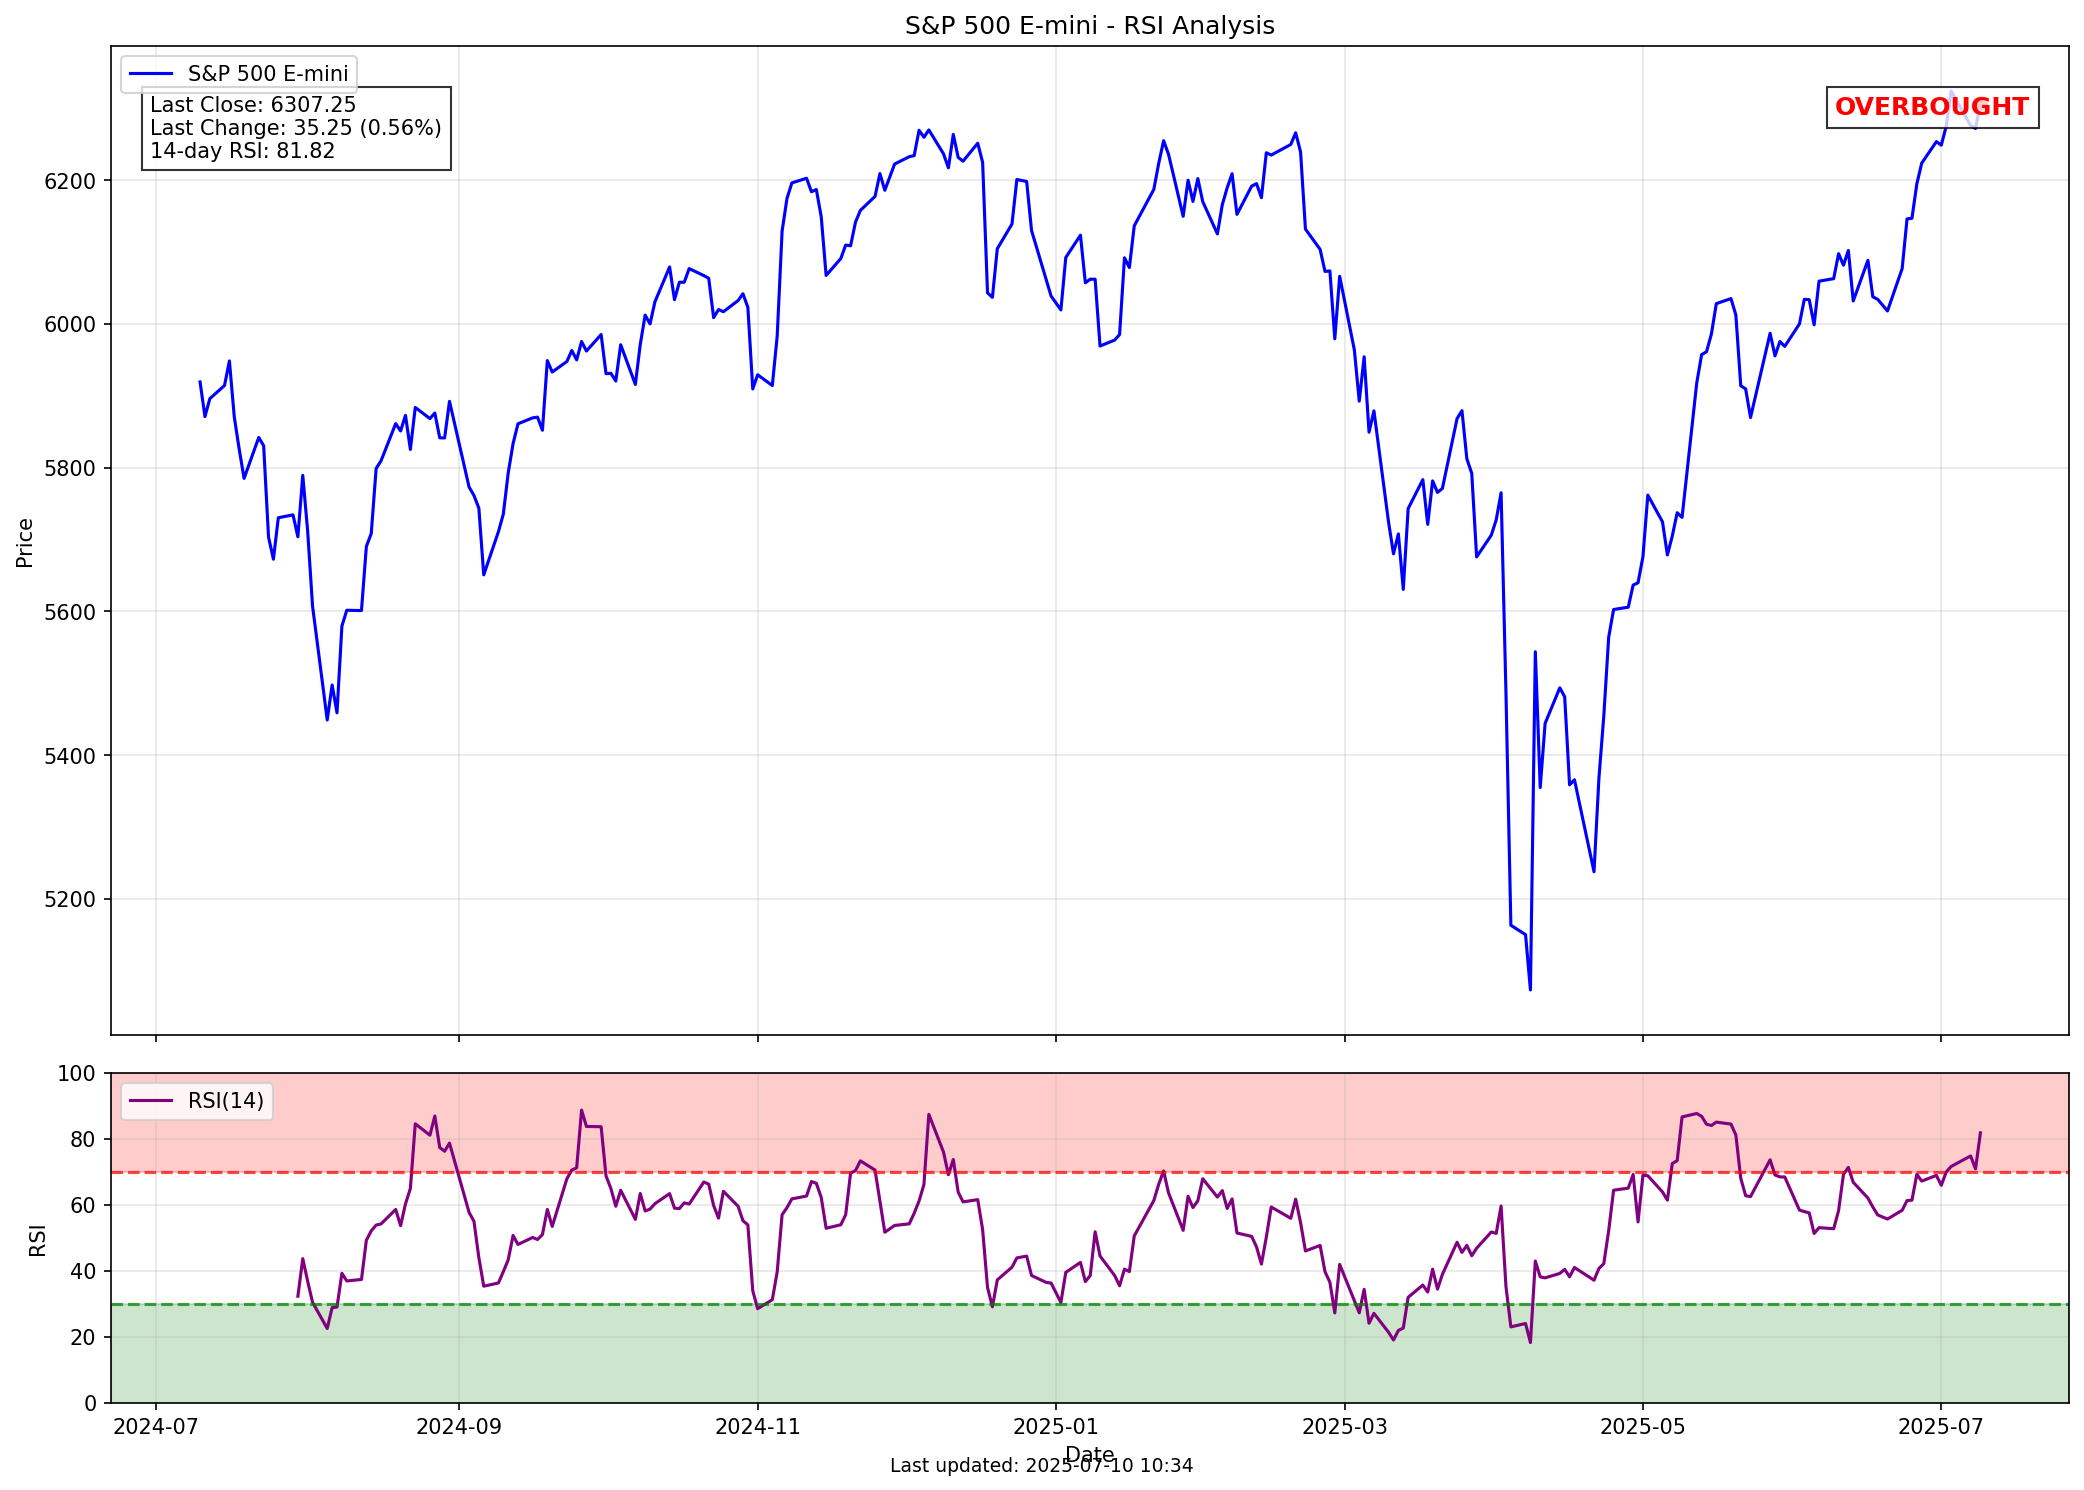 S&P 500 E-mini - RSI Analysis
S&P 500 E-mini
Last Close: 6307.25
Last Change: 35.25 (0.56%)
14-day RSI: 81.82
OVERBOUGHT
Price
6200
6000
5800
5600
5400
5200
RSI(14)
RSI
100
80
60
40
20
0
2024-07 2024-09 2024-11 2025-01 2025-03 2025-05 2025-07
Date
Last updated: 2025-07-10 10:34